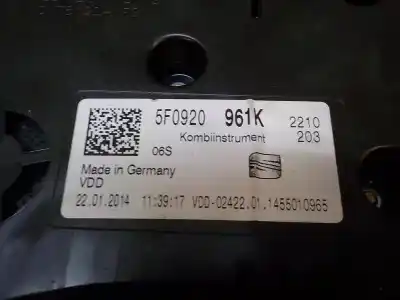 5F0920 961K 2210
Kombiinstrument 203
06S
Made in Germany
VDD
22.01.2014 11:39:17 VDD-02422.01.1455010965